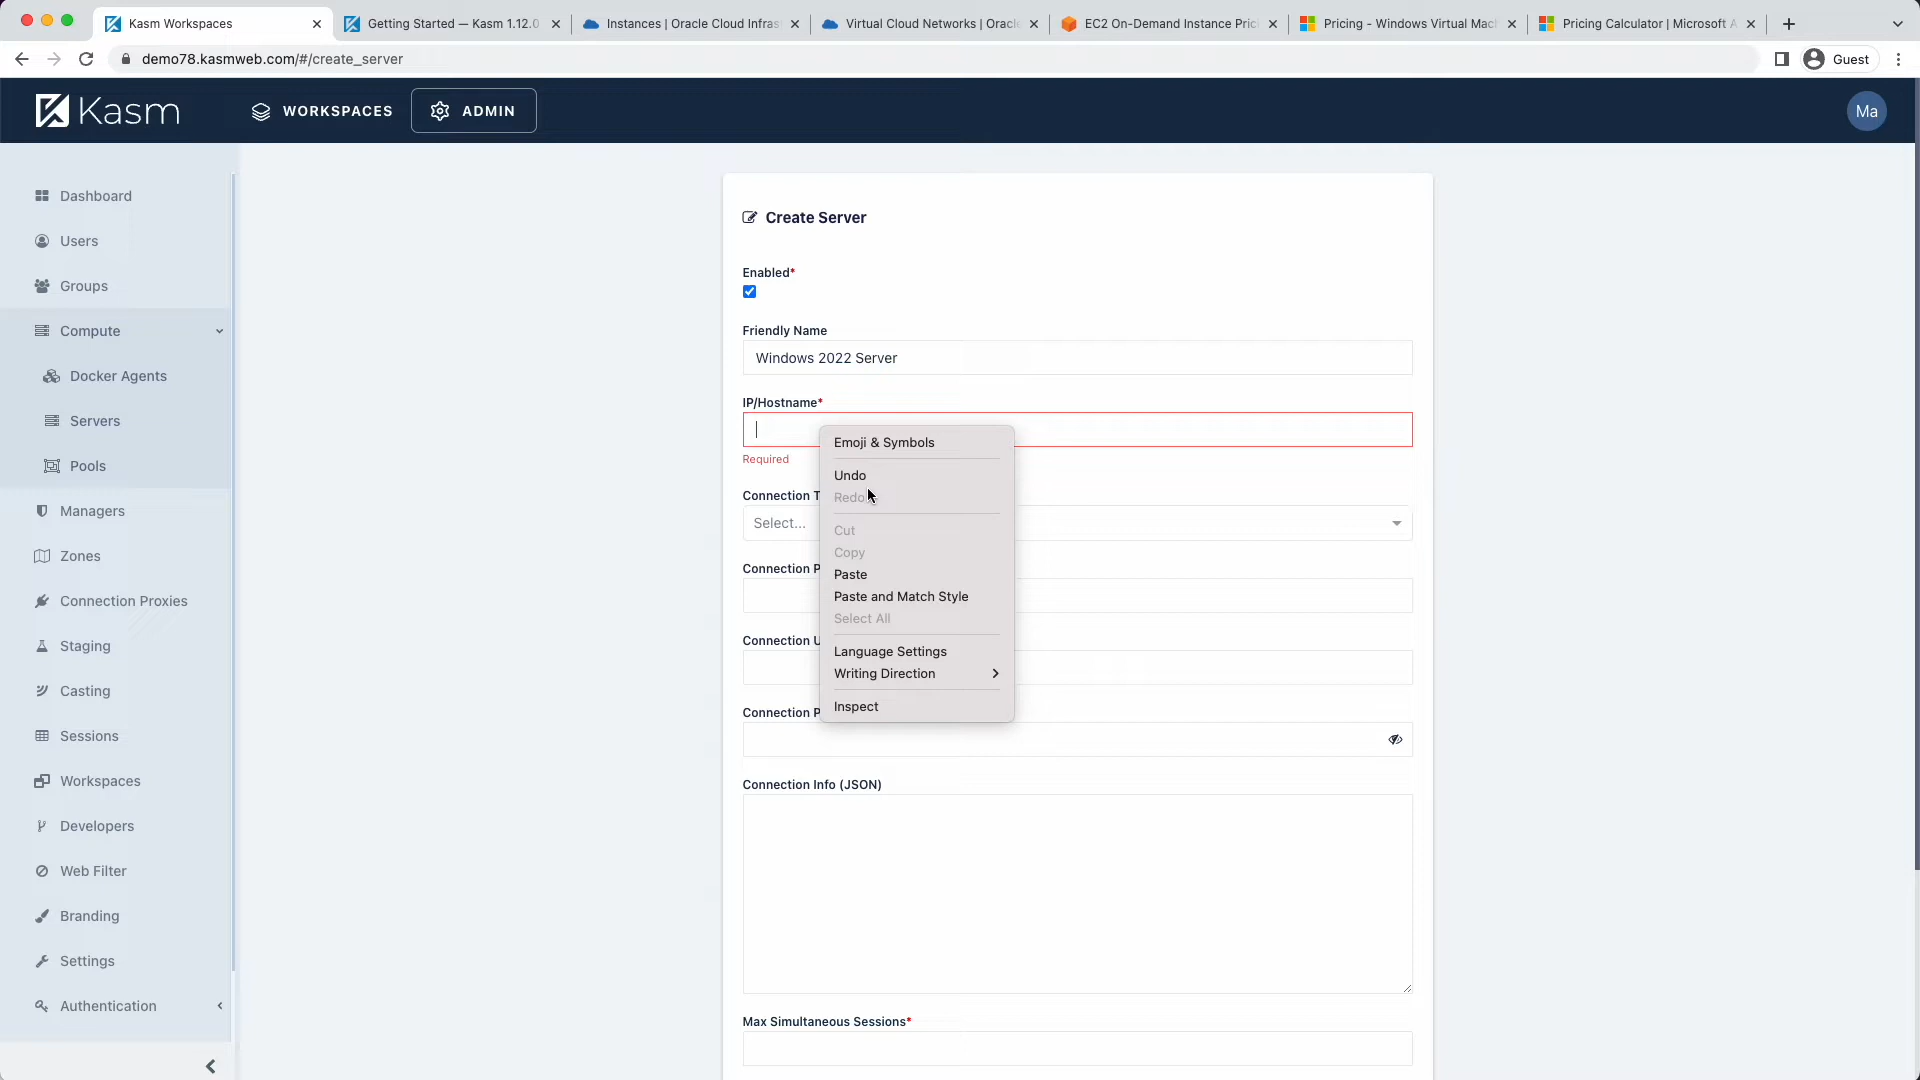 Kasm Workspaces
Getting Started — Kasm 1.12.0
Instances | Oracle Cloud Infras
Virtual Cloud Networks | Oracle
EC2 On-Demand Instance Pric
Pricing - Windows Virtual Mac
Pricing Calculator | Microsoft A
demo78.kasmweb.com/#/create_server
Guest
Kasm
WORKSPACES
ADMIN
Ma
Dashboard
Users
Groups
Compute
Docker Agents
Servers
Pools
Managers
Zones
Connection Proxies
Staging
Casting
Sessions
Workspaces
Developers
Web Filter
Branding
Settings
Authentication
Create Server
Enabled*
Friendly Name
Windows 2022 Server
IP/Hostname*
Required
Connection T
Select...
Connection P
Connection U
Connection P
Connection Info (JSON)
Max Simultaneous Sessions*
Emoji & Symbols
Undo
Redo
Cut
Copy
Paste
Paste and Match Style
Select All
Language Settings
Writing Direction
Inspect